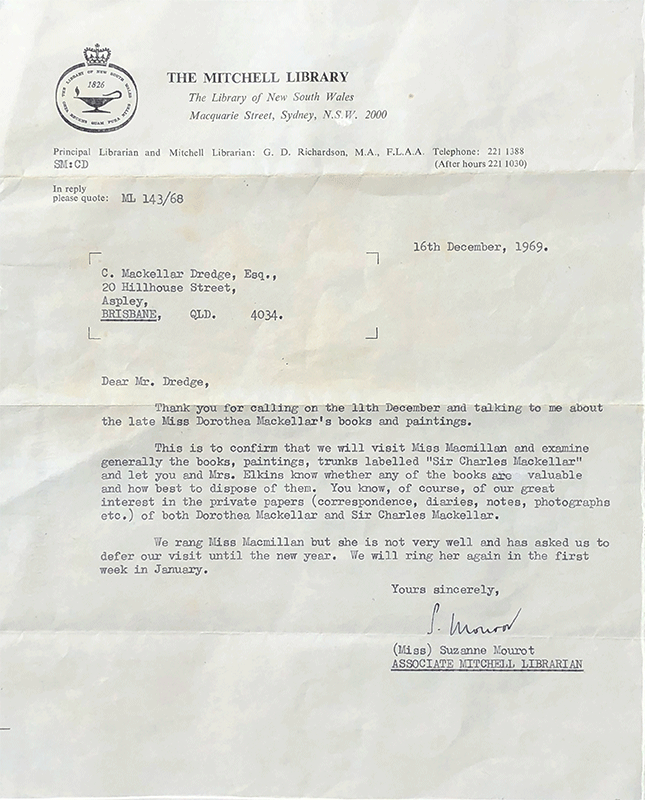 THE LIBRARY OF NEW SOUTH WALES
1826
THE MITCHELL LIBRARY
The Library of New South Wales
Macquarie Street, Sydney, N.S.W. 2000
Principal Librarian and Mitchell Librarian: G. D. Richardson, M.A., F.L.A.A. Telephone: 221 1388
SM:CD (After hours 221 1030)
In reply
please quote: ML 143/68
16th December, 1969.
C. Mackellar Dredge, Esq.,
20 Hillhouse Street,
Aspley,
BRISBANE, QLD. 4034.
Dear Mr. Dredge,
Thank you for calling on the 11th December and talking to me about
the late Miss Dorothea Mackellar's books and paintings.
This is to confirm that we will visit Miss Macmillan and examine
generally the books, paintings, trunks labelled "Sir Charles Mackellar"
and let you and Mrs. Elkins know whether any of the books are valuable
and how best to dispose of them. You know, of course, of our great
interest in the private papers (correspondence, diaries, notes, photographs
etc.) of both Dorothea Mackellar and Sir Charles Mackellar.
We rang Miss Macmillan but she is not very well and has asked us to
defer our visit until the new year. We will ring her again in the first
week in January.
Yours sincerely,
S. Mourot
(Miss) Suzanne Mourot
ASSOCIATE MITCHELL LIBRARIAN